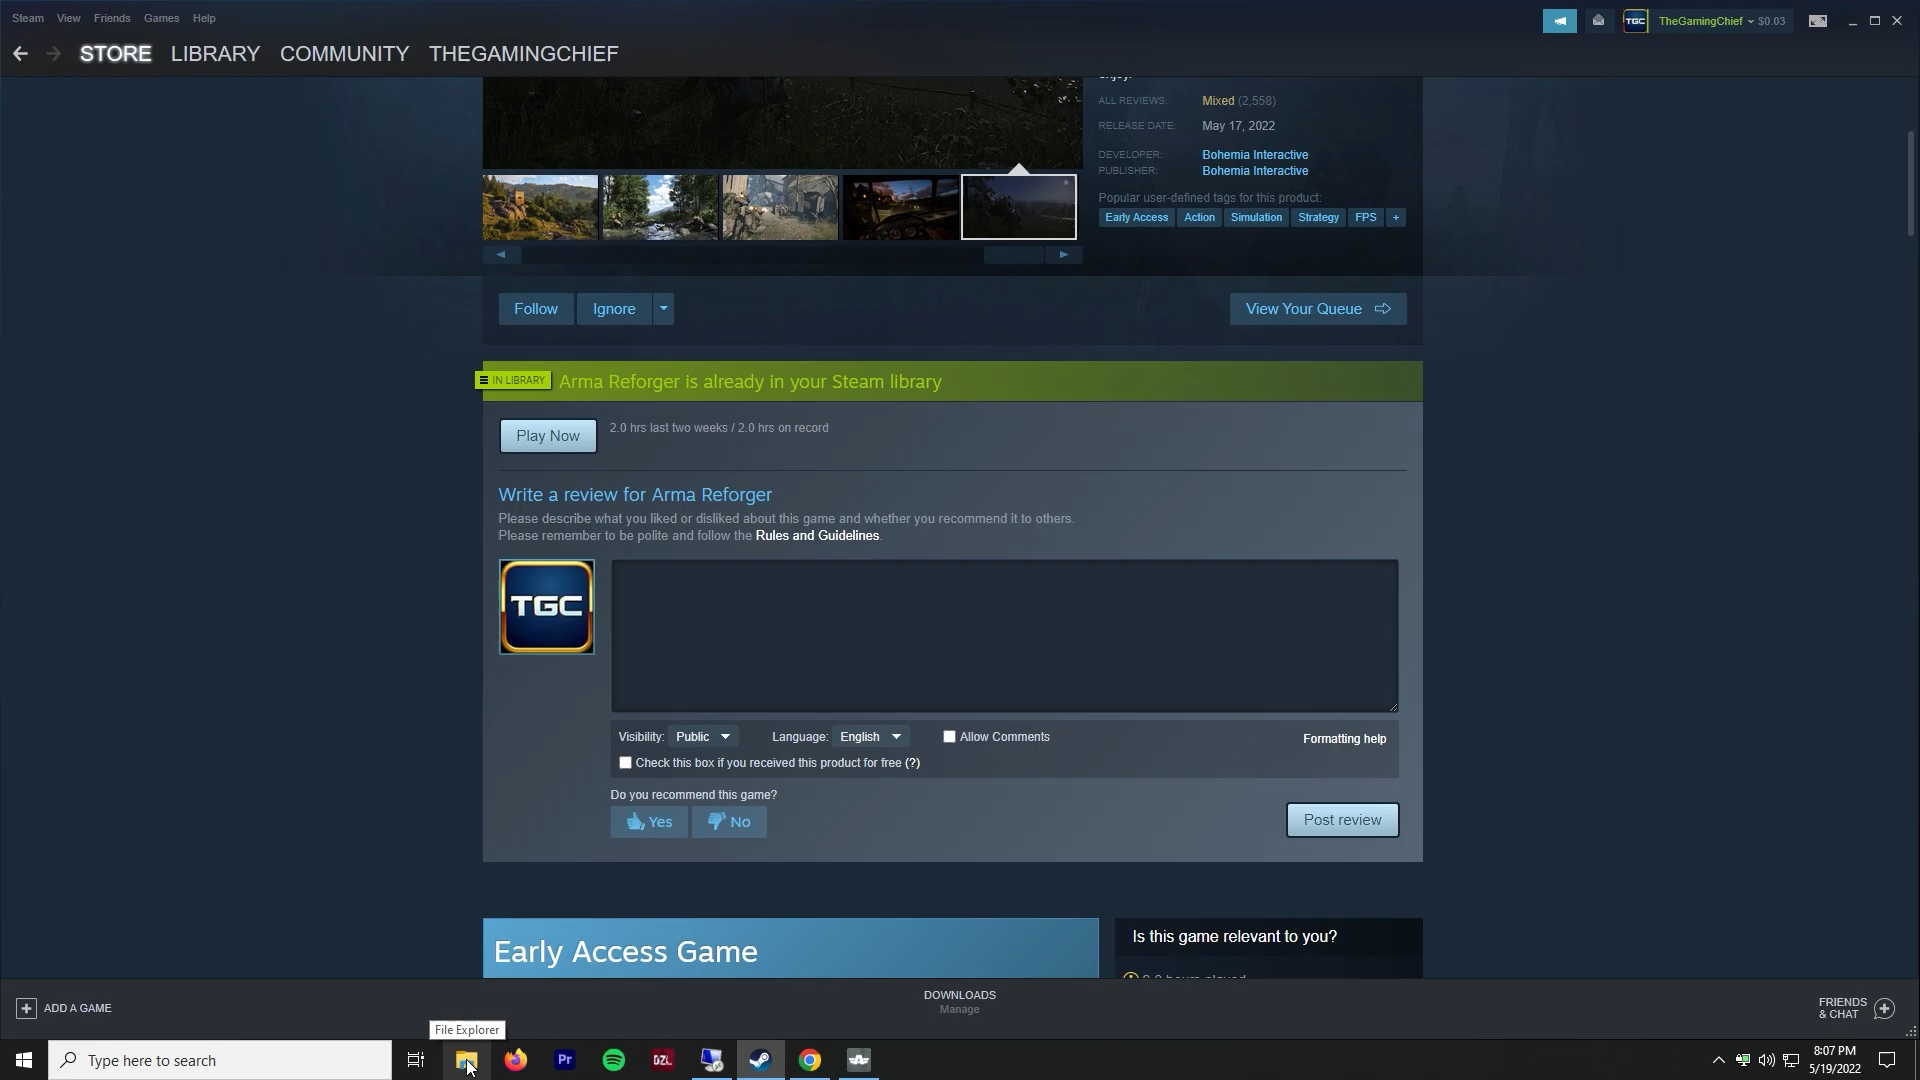 Steam View Friends Games Help
TGC TheGamingChief $0.03
STORE LIBRARY COMMUNITY THEGAMINGCHIEF
enjoy.
ALL REVIEWS: Mixed (2,558)
RELEASE DATE: May 17, 2022
DEVELOPER: Bohemia Interactive
PUBLISHER: Bohemia Interactive
Popular user-defined tags for this product:
Early Access Action Simulation Strategy FPS +
Follow Ignore View Your Queue
IN LIBRARY Arma Reforger is already in your Steam library
Play Now 2.0 hrs last two weeks / 2.0 hrs on record
Write a review for Arma Reforger
Please describe what you liked or disliked about this game and whether you recommend it to others.
Please remember to be polite and follow the Rules and Guidelines.
TGC
Visibility: Public Language: English Allow Comments Formatting help
Check this box if you received this product for free (?)
Do you recommend this game?
Yes No Post review
Early Access Game
Is this game relevant to you?
ADD A GAME
DOWNLOADS
Manage
FRIENDS
& CHAT
File Explorer
Type here to search
Pr
DZL
8:07 PM
5/19/2022